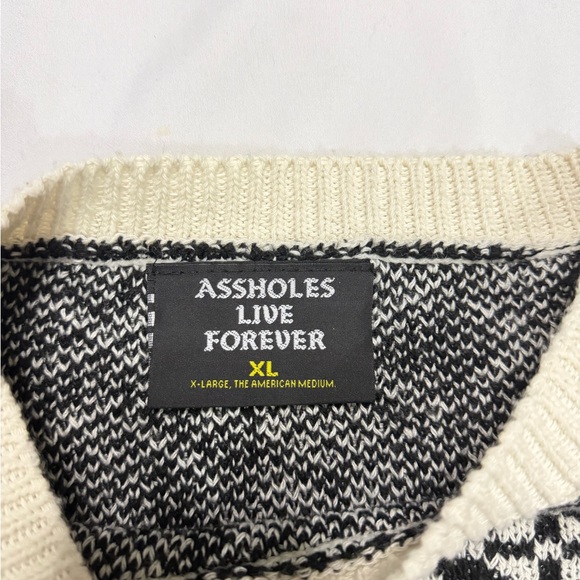 ASSHOLES
LIVE
FOREVER
XL
X-LARGE, THE AMERICAN MEDIUM.